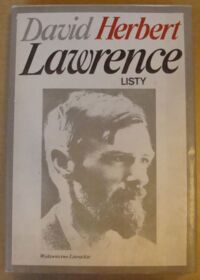 David
Herbert
Lawrence
LISTY
Wydawnictwo Literackie